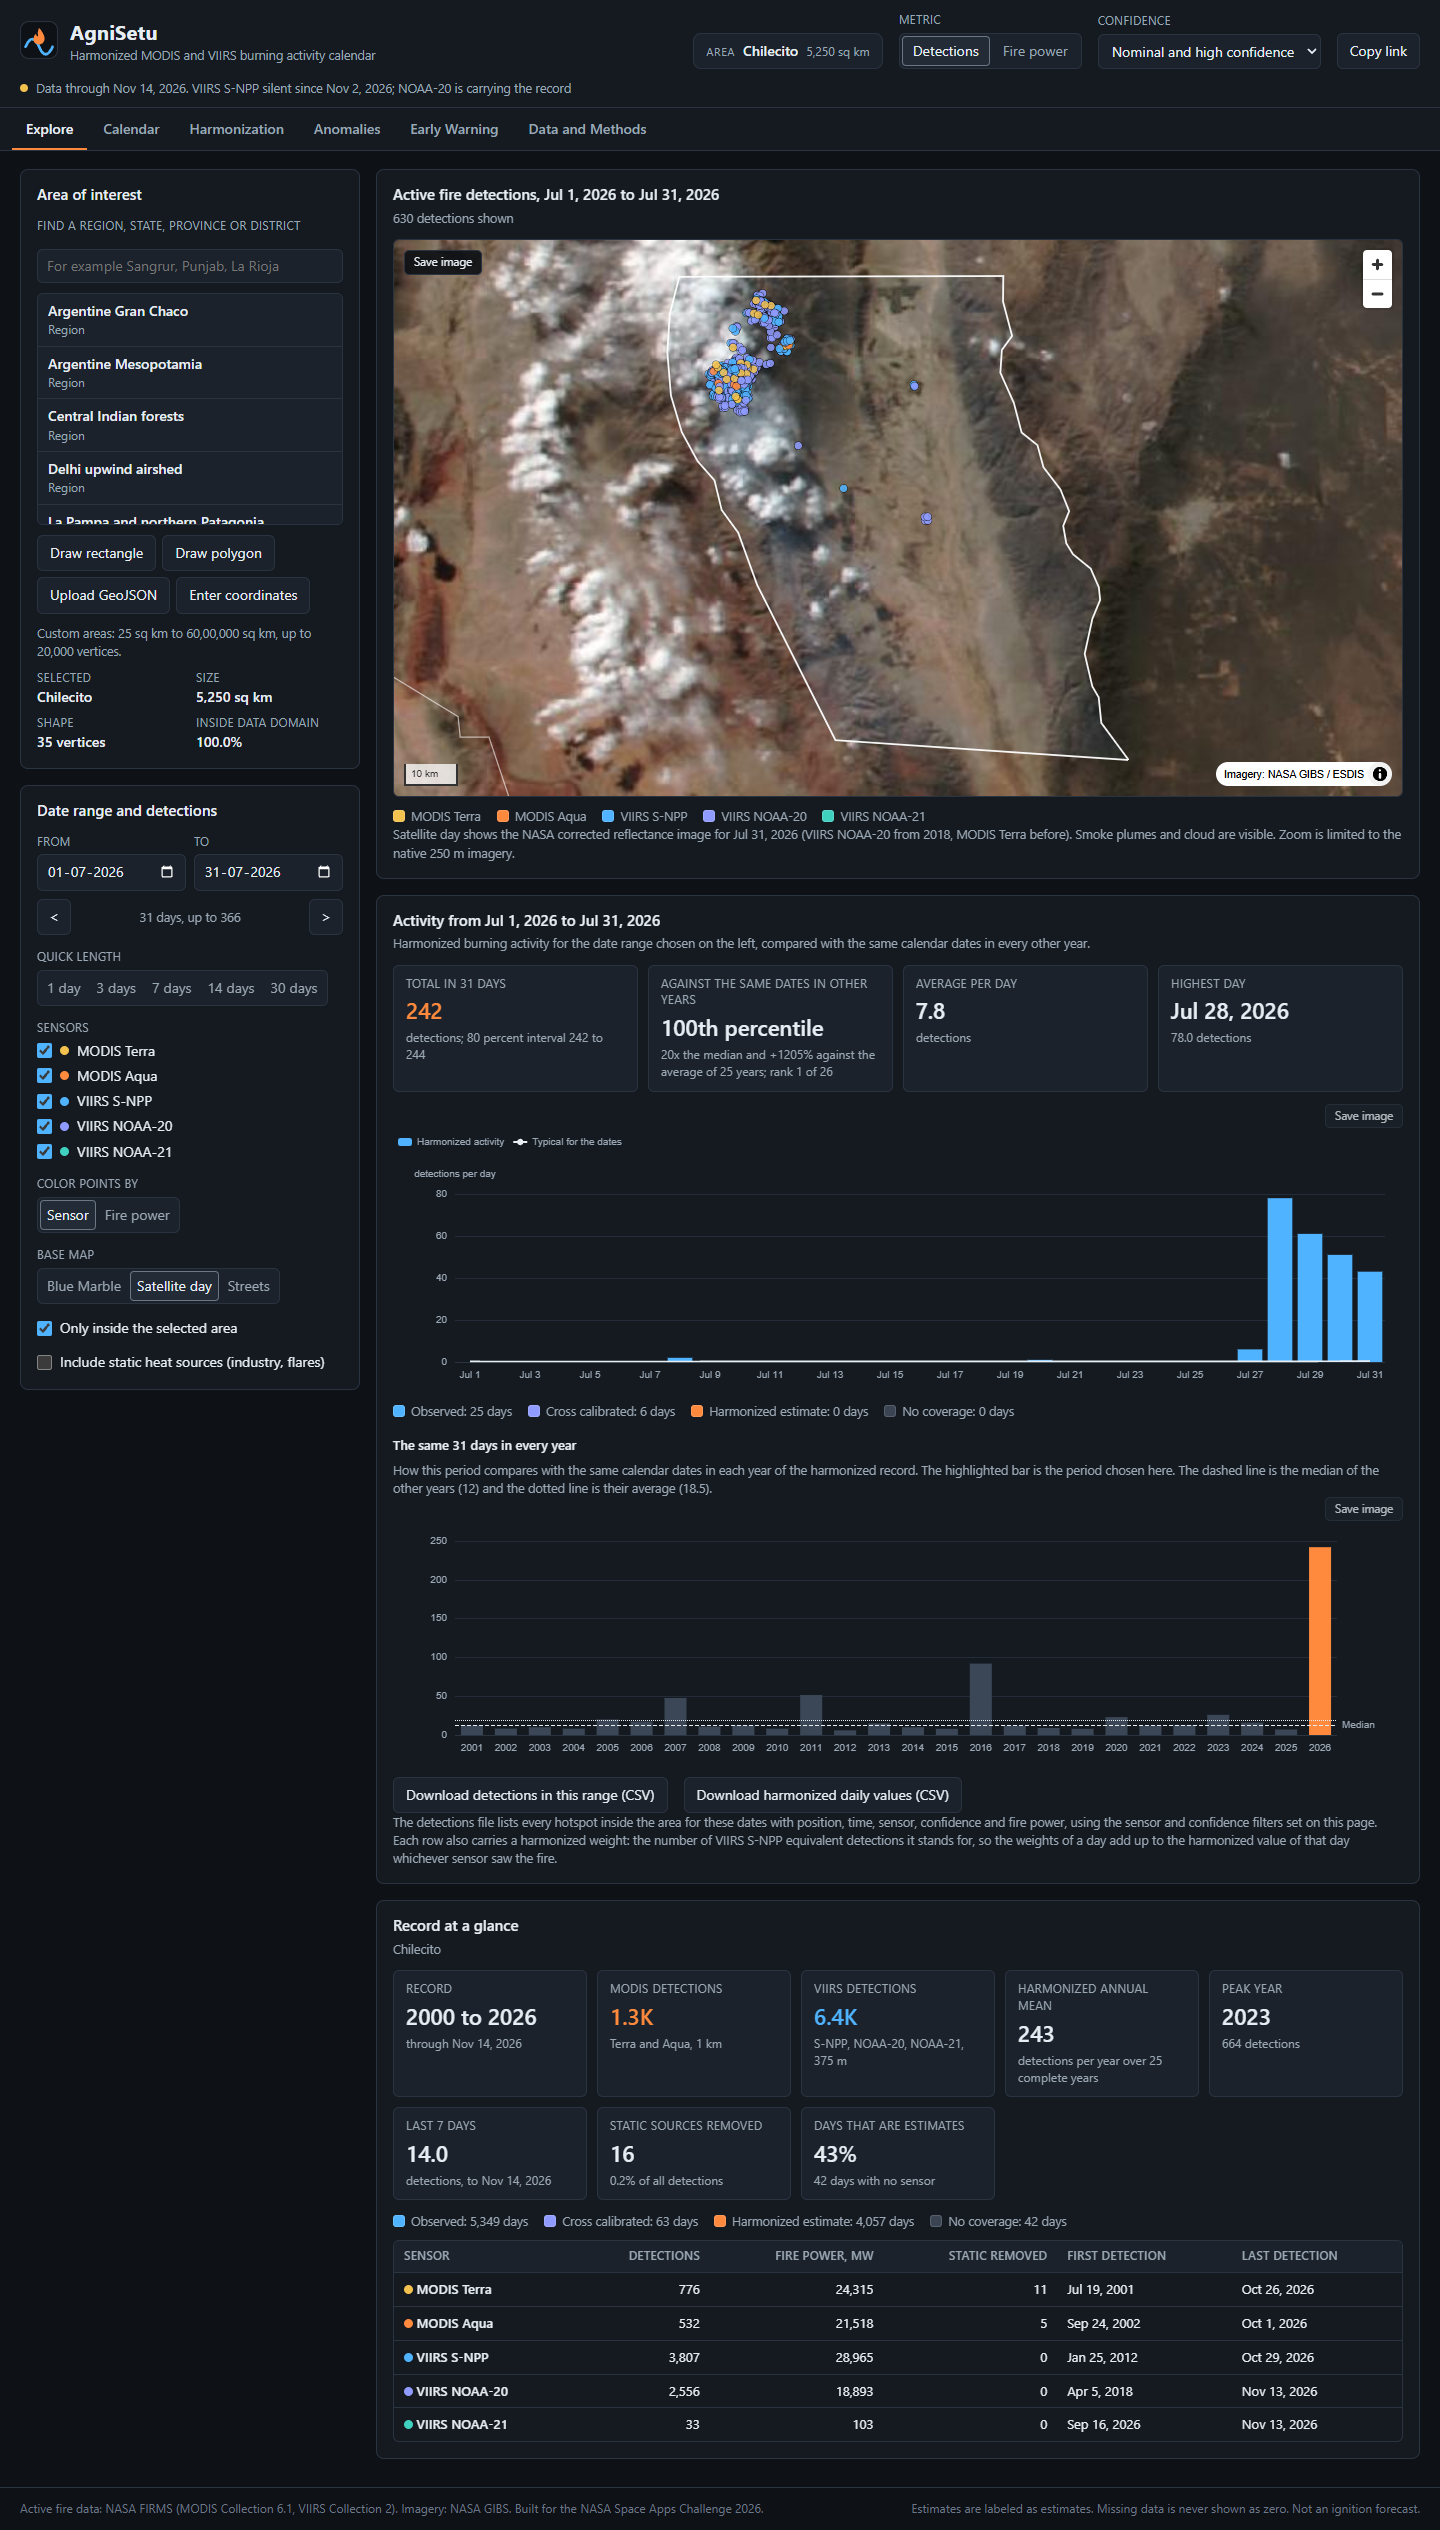 AgniSetu
Harmonized MODIS and VIIRS burning activity calendar
AREA Chilecito 5,250 sq km
METRIC
Detections Fire power
CONFIDENCE
Nominal and high confidence
Copy link
Data through Nov 14, 2026. VIIRS S-NPP silent since Nov 2, 2026; NOAA-20 is carrying the record
Explore Calendar Harmonization Anomalies Early Warning Data and Methods
Area of interest
FIND A REGION, STATE, PROVINCE OR DISTRICT
For example Sangrur, Punjab, La Rioja
Argentine Gran Chaco
Region
Argentine Mesopotamia
Region
Central Indian forests
Region
Delhi upwind airshed
Region
La Pampa and northern Patagonia
Draw rectangle Draw polygon
Upload GeoJSON Enter coordinates
Custom areas: 25 sq km to 60,00,000 sq km, up to
20,000 vertices.
SELECTED SIZE
Chilecito 5,250 sq km
SHAPE INSIDE DATA DOMAIN
35 vertices 100.0%
Date range and detections
FROM TO
01-07-2026 31-07-2026
< 31 days, up to 366 >
QUICK LENGTH
1 day 3 days 7 days 14 days 30 days
SENSORS
MODIS Terra
MODIS Aqua
VIIRS S-NPP
VIIRS NOAA-20
VIIRS NOAA-21
COLOR POINTS BY
Sensor Fire power
BASE MAP
Blue Marble Satellite day Streets
Only inside the selected area
Include static heat sources (industry, flares)
Active fire detections, Jul 1, 2026 to Jul 31, 2026
630 detections shown
Save image
+
−
10 km
Imagery: NASA GIBS / ESDIS
MODIS Terra MODIS Aqua VIIRS S-NPP VIIRS NOAA-20 VIIRS NOAA-21
Satellite day shows the NASA corrected reflectance image for Jul 31, 2026 (VIIRS NOAA-20 from 2018, MODIS Terra before). Smoke plumes and cloud are visible. Zoom is limited to the
native 250 m imagery.
Activity from Jul 1, 2026 to Jul 31, 2026
Harmonized burning activity for the date range chosen on the left, compared with the same calendar dates in every other year.
TOTAL IN 31 DAYS
242
detections; 80 percent interval 242 to
244
AGAINST THE SAME DATES IN OTHER
YEARS
100th percentile
20x the median and +1205% against the
average of 25 years; rank 1 of 26
AVERAGE PER DAY
7.8
detections
HIGHEST DAY
Jul 28, 2026
78.0 detections
Save image
Harmonized activity Typical for the dates
detections per day
80
60
40
20
0
Jul 1 Jul 3 Jul 5 Jul 7 Jul 9 Jul 11 Jul 13 Jul 15 Jul 17 Jul 19 Jul 21 Jul 23 Jul 25 Jul 27 Jul 29 Jul 31
Observed: 25 days Cross calibrated: 6 days Harmonized estimate: 0 days No coverage: 0 days
The same 31 days in every year
How this period compares with the same calendar dates in each year of the harmonized record. The highlighted bar is the period chosen here. The dashed line is the median of the
other years (12) and the dotted line is their average (18.5).
Save image
250
200
150
100
50
0
Median
2001 2002 2003 2004 2005 2006 2007 2008 2009 2010 2011 2012 2013 2014 2015 2016 2017 2018 2019 2020 2021 2022 2023 2024 2025 2026
Download detections in this range (CSV) Download harmonized daily values (CSV)
The detections file lists every hotspot inside the area for these dates with position, time, sensor, confidence and fire power, using the sensor and confidence filters set on this page.
Each row also carries a harmonized weight: the number of VIIRS S-NPP equivalent detections it stands for, so the weights of a day add up to the harmonized value of that day
whichever sensor saw the fire.
Record at a glance
Chilecito
RECORD
2000 to 2026
through Nov 14, 2026
MODIS DETECTIONS
1.3K
Terra and Aqua, 1 km
VIIRS DETECTIONS
6.4K
S-NPP, NOAA-20, NOAA-21,
375 m
HARMONIZED ANNUAL
MEAN
243
detections per year over 25
complete years
PEAK YEAR
2023
664 detections
LAST 7 DAYS
14.0
detections, to Nov 14, 2026
STATIC SOURCES REMOVED
16
0.2% of all detections
DAYS THAT ARE ESTIMATES
43%
42 days with no sensor
Observed: 5,349 days Cross calibrated: 63 days Harmonized estimate: 4,057 days No coverage: 42 days
SENSOR DETECTIONS FIRE POWER, MW STATIC REMOVED FIRST DETECTION LAST DETECTION
MODIS Terra 776 24,315 11 Jul 19, 2001 Oct 26, 2026
MODIS Aqua 532 21,518 5 Sep 24, 2002 Oct 1, 2026
VIIRS S-NPP 3,807 28,965 0 Jan 25, 2012 Oct 29, 2026
VIIRS NOAA-20 2,556 18,893 0 Apr 5, 2018 Nov 13, 2026
VIIRS NOAA-21 33 103 0 Sep 16, 2026 Nov 13, 2026
Active fire data: NASA FIRMS (MODIS Collection 6.1, VIIRS Collection 2). Imagery: NASA GIBS. Built for the NASA Space Apps Challenge 2026.
Estimates are labeled as estimates. Missing data is never shown as zero. Not an ignition forecast.